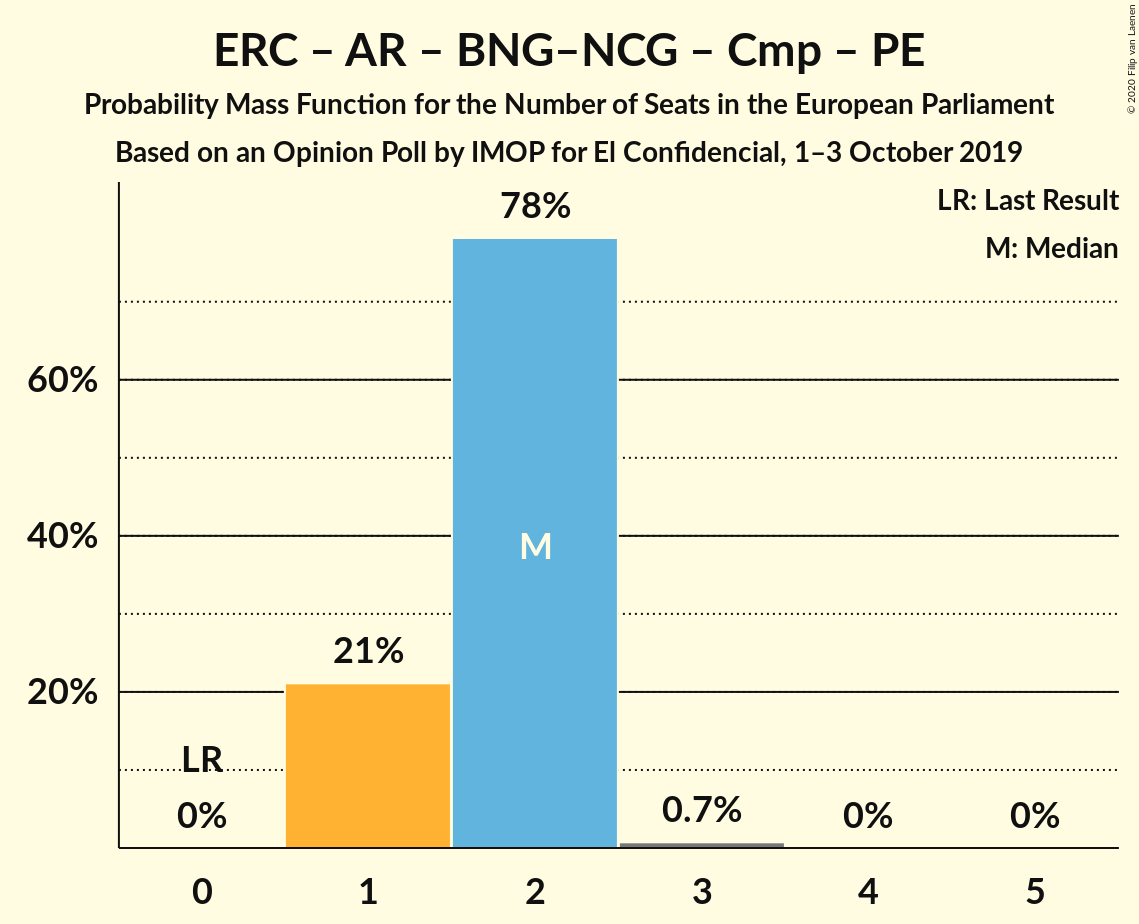 ERC – AR – BNG–NCG – Cmp – PE
Probability Mass Function for the Number of Seats in the European Parliament
Based on an Opinion Poll by IMOP for El Confidencial, 1–3 October 2019
© 2020 Filip van Laenen
LR: Last Result
M: Median
78%
60%
40%
M
21%
20%
LR
0%
0.7%
0%
0%
0 1 2 3 4 5